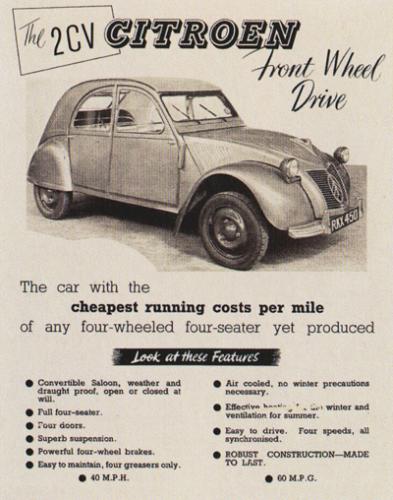 The 2CV CITROEN
Front Wheel
Drive
RKX 450
The car with the
cheapest running costs per mile
of any four-wheeled four-seater yet produced
Look at these Features
● Convertible Saloon, weather and
draught proof, open or closed at
will.
● Full four-seater.
● Four doors.
● Superb suspension.
● Powerful four-wheel brakes.
● Easy to maintain, four greasers only.
● 40 M.P.H.
● Air cooled, no winter precautions
necessary.
● Effective winter and
ventilation for summer.
● Easy to drive. Four speeds, all
synchronised.
● ROBUST CONSTRUCTION—MADE
TO LAST.
● 60 M.P.G.